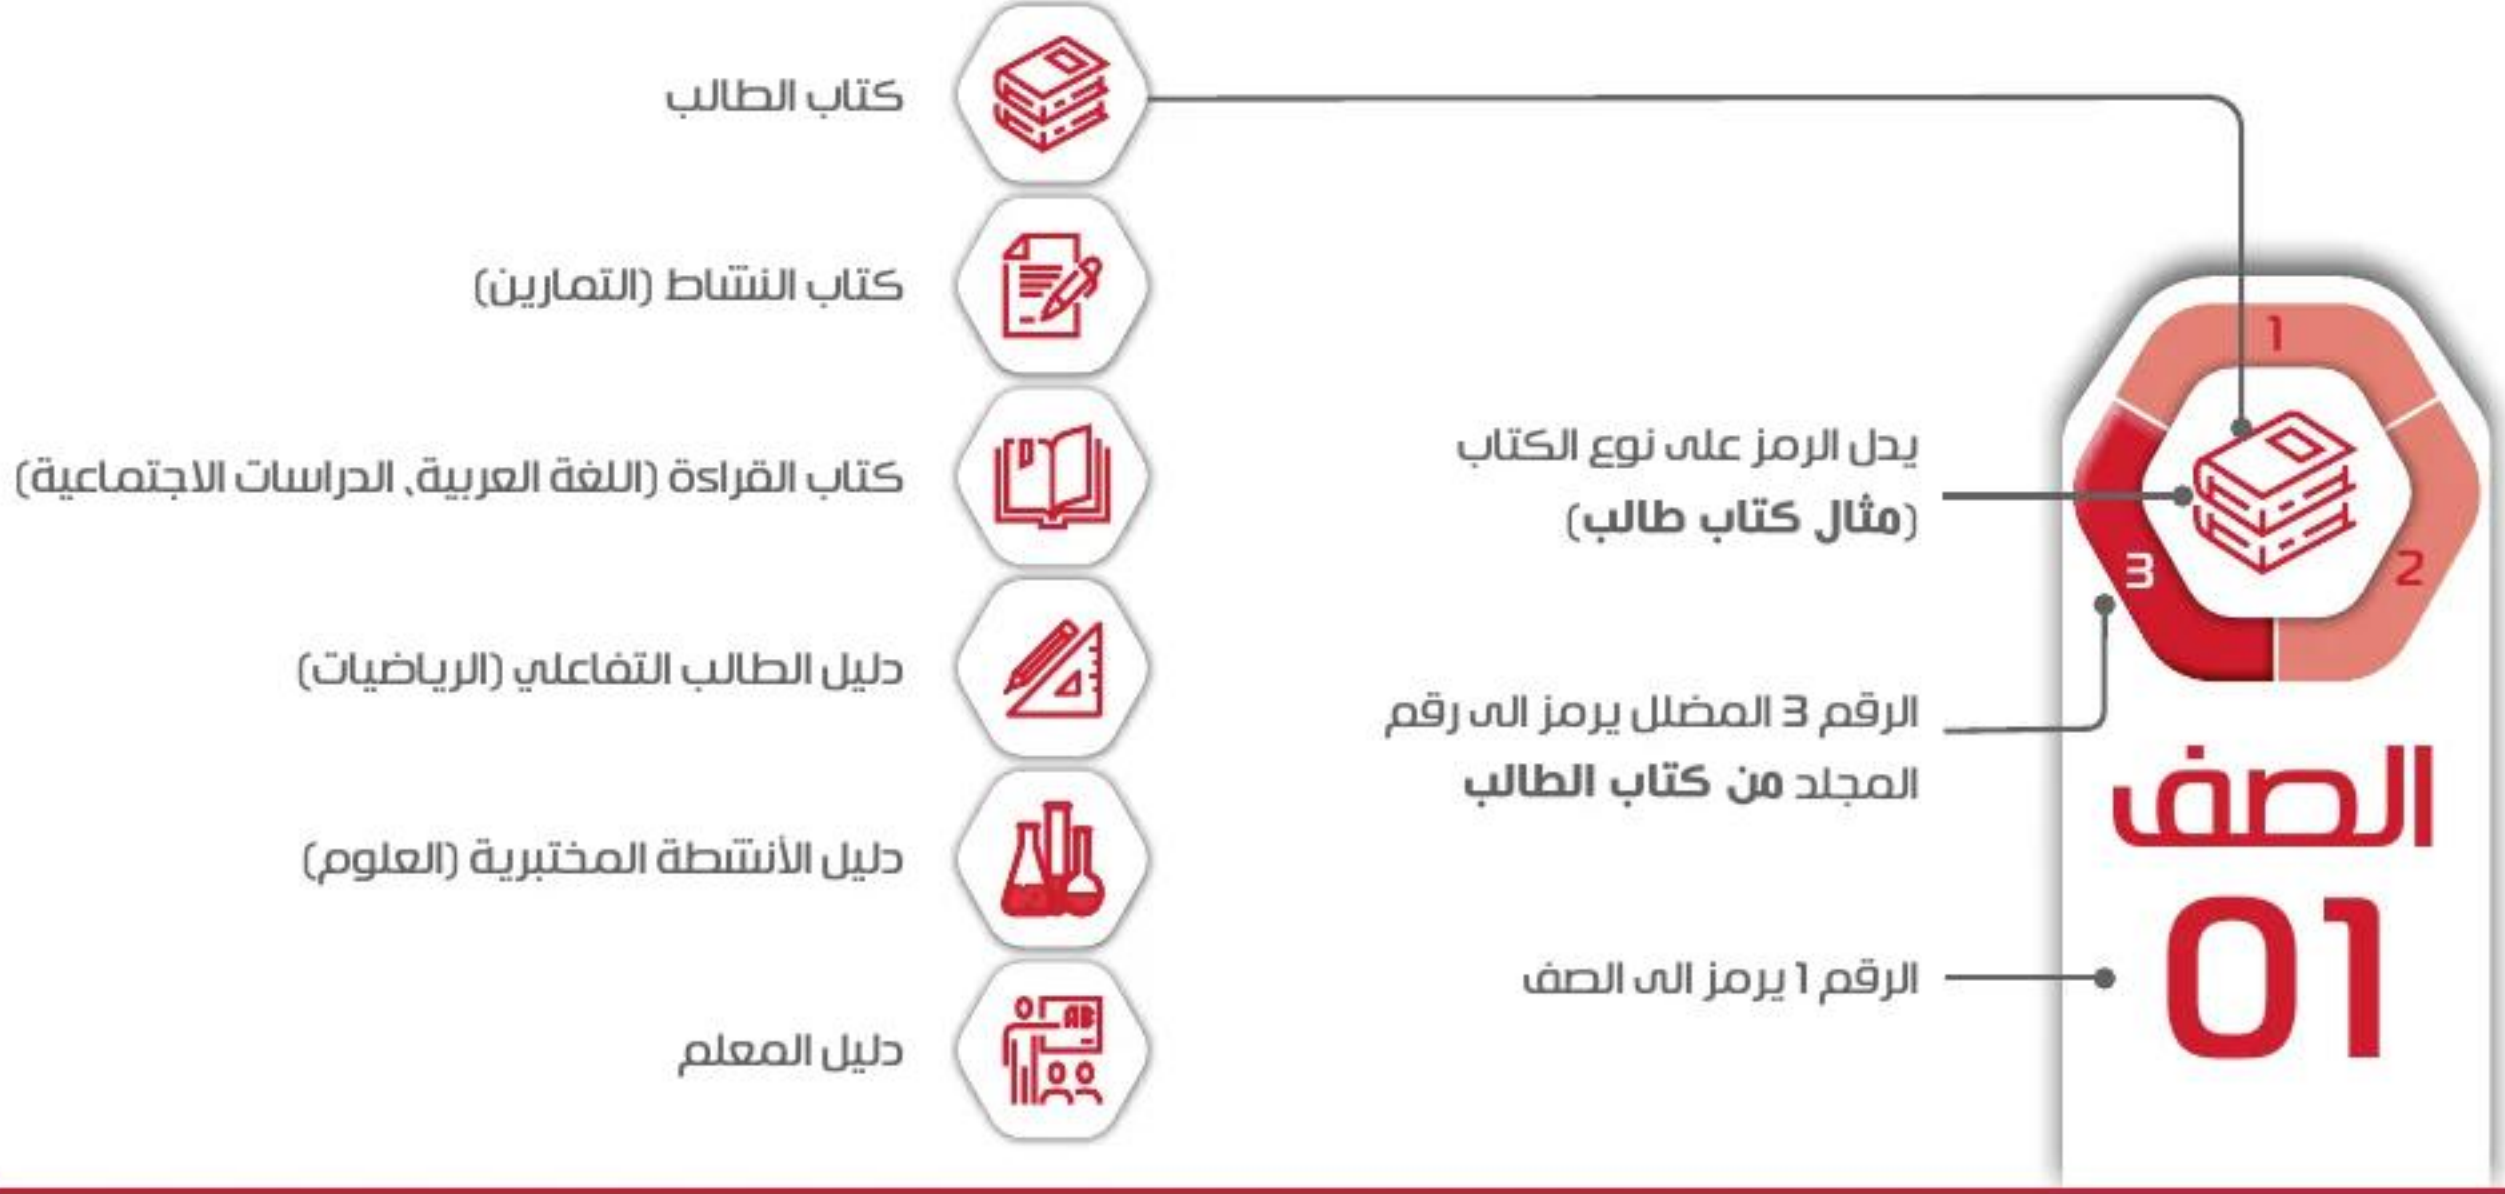 1
2
3
الصف
01
يدل الرمز على نوع الكتاب
(مثال كتاب طالب)
الرقم 3 المضلل يرمز الى رقم
المجلد من كتاب الطالب
الرقم 1 يرمز الى الصف
كتاب الطالب
كتاب النشاط (التمارين)
كتاب القراءة (اللغة العربية، الدراسات الاجتماعية)
دليل الطالب التفاعلي (الرياضيات)
دليل الأنشطة المختبرية (العلوم)
AB
دليل المعلم